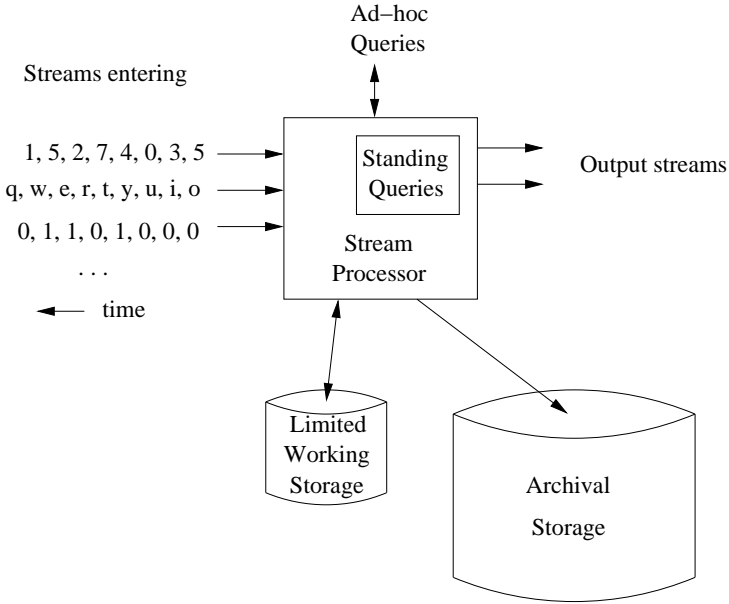 Ad−hoc
Queries
Streams entering
1, 5, 2, 7, 4, 0, 3, 5
q, w, e, r, t, y, u, i, o
0, 1, 1, 0, 1, 0, 0, 0
. . .
time
Standing
Queries
Stream
Processor
Output streams
Limited
Working
Storage
Archival
Storage